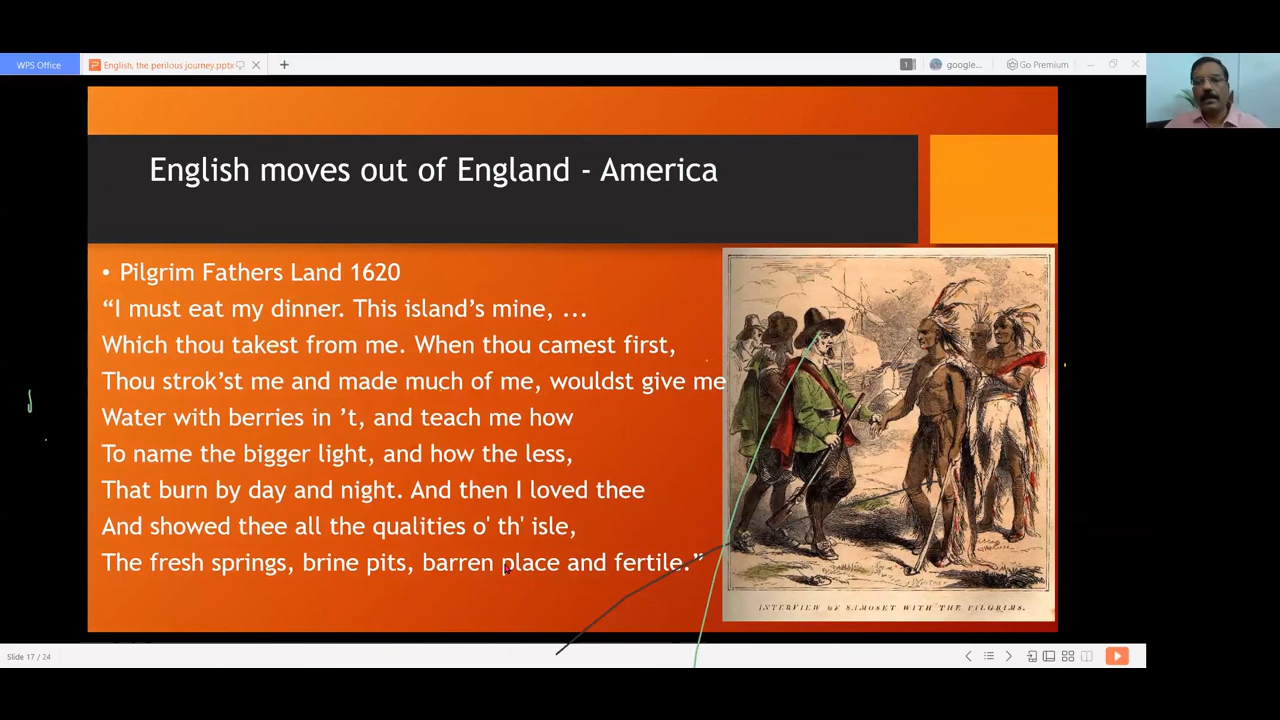 WPS Office
English, the perilous journey.pptx
1
google...
Go Premium
English moves out of England - America
• Pilgrim Fathers Land 1620
“I must eat my dinner. This island’s mine, ...
Which thou takest from me. When thou camest first,
Thou strok’st me and made much of me, wouldst give me
Water with berries in ’t, and teach me how
To name the bigger light, and how the less,
That burn by day and night. And then I loved thee
And showed thee all the qualities o' th' isle,
The fresh springs, brine pits, barren place and fertile.”
INTERVIEW OF SAMOSET WITH THE PILGRIMS.
Slide 17 / 24